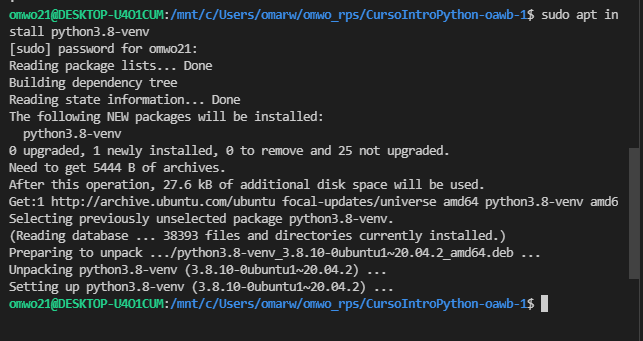 omwo21@DESKTOP-U4O1CUM:/mnt/c/Users/omarw/omwo_rps/CursoIntroPython-oawb-1$ sudo apt in
stall python3.8-venv
[sudo] password for omwo21:
Reading package lists... Done
Building dependency tree
Reading state information... Done
The following NEW packages will be installed:
  python3.8-venv
0 upgraded, 1 newly installed, 0 to remove and 25 not upgraded.
Need to get 5444 B of archives.
After this operation, 27.6 kB of additional disk space will be used.
Get:1 http://archive.ubuntu.com/ubuntu focal-updates/universe amd64 python3.8-venv amd6
Selecting previously unselected package python3.8-venv.
(Reading database ... 38393 files and directories currently installed.)
Preparing to unpack .../python3.8-venv_3.8.10-0ubuntu1~20.04.2_amd64.deb ...
Unpacking python3.8-venv (3.8.10-0ubuntu1~20.04.2) ...
Setting up python3.8-venv (3.8.10-0ubuntu1~20.04.2) ...
omwo21@DESKTOP-U4O1CUM:/mnt/c/Users/omarw/omwo_rps/CursoIntroPython-oawb-1$